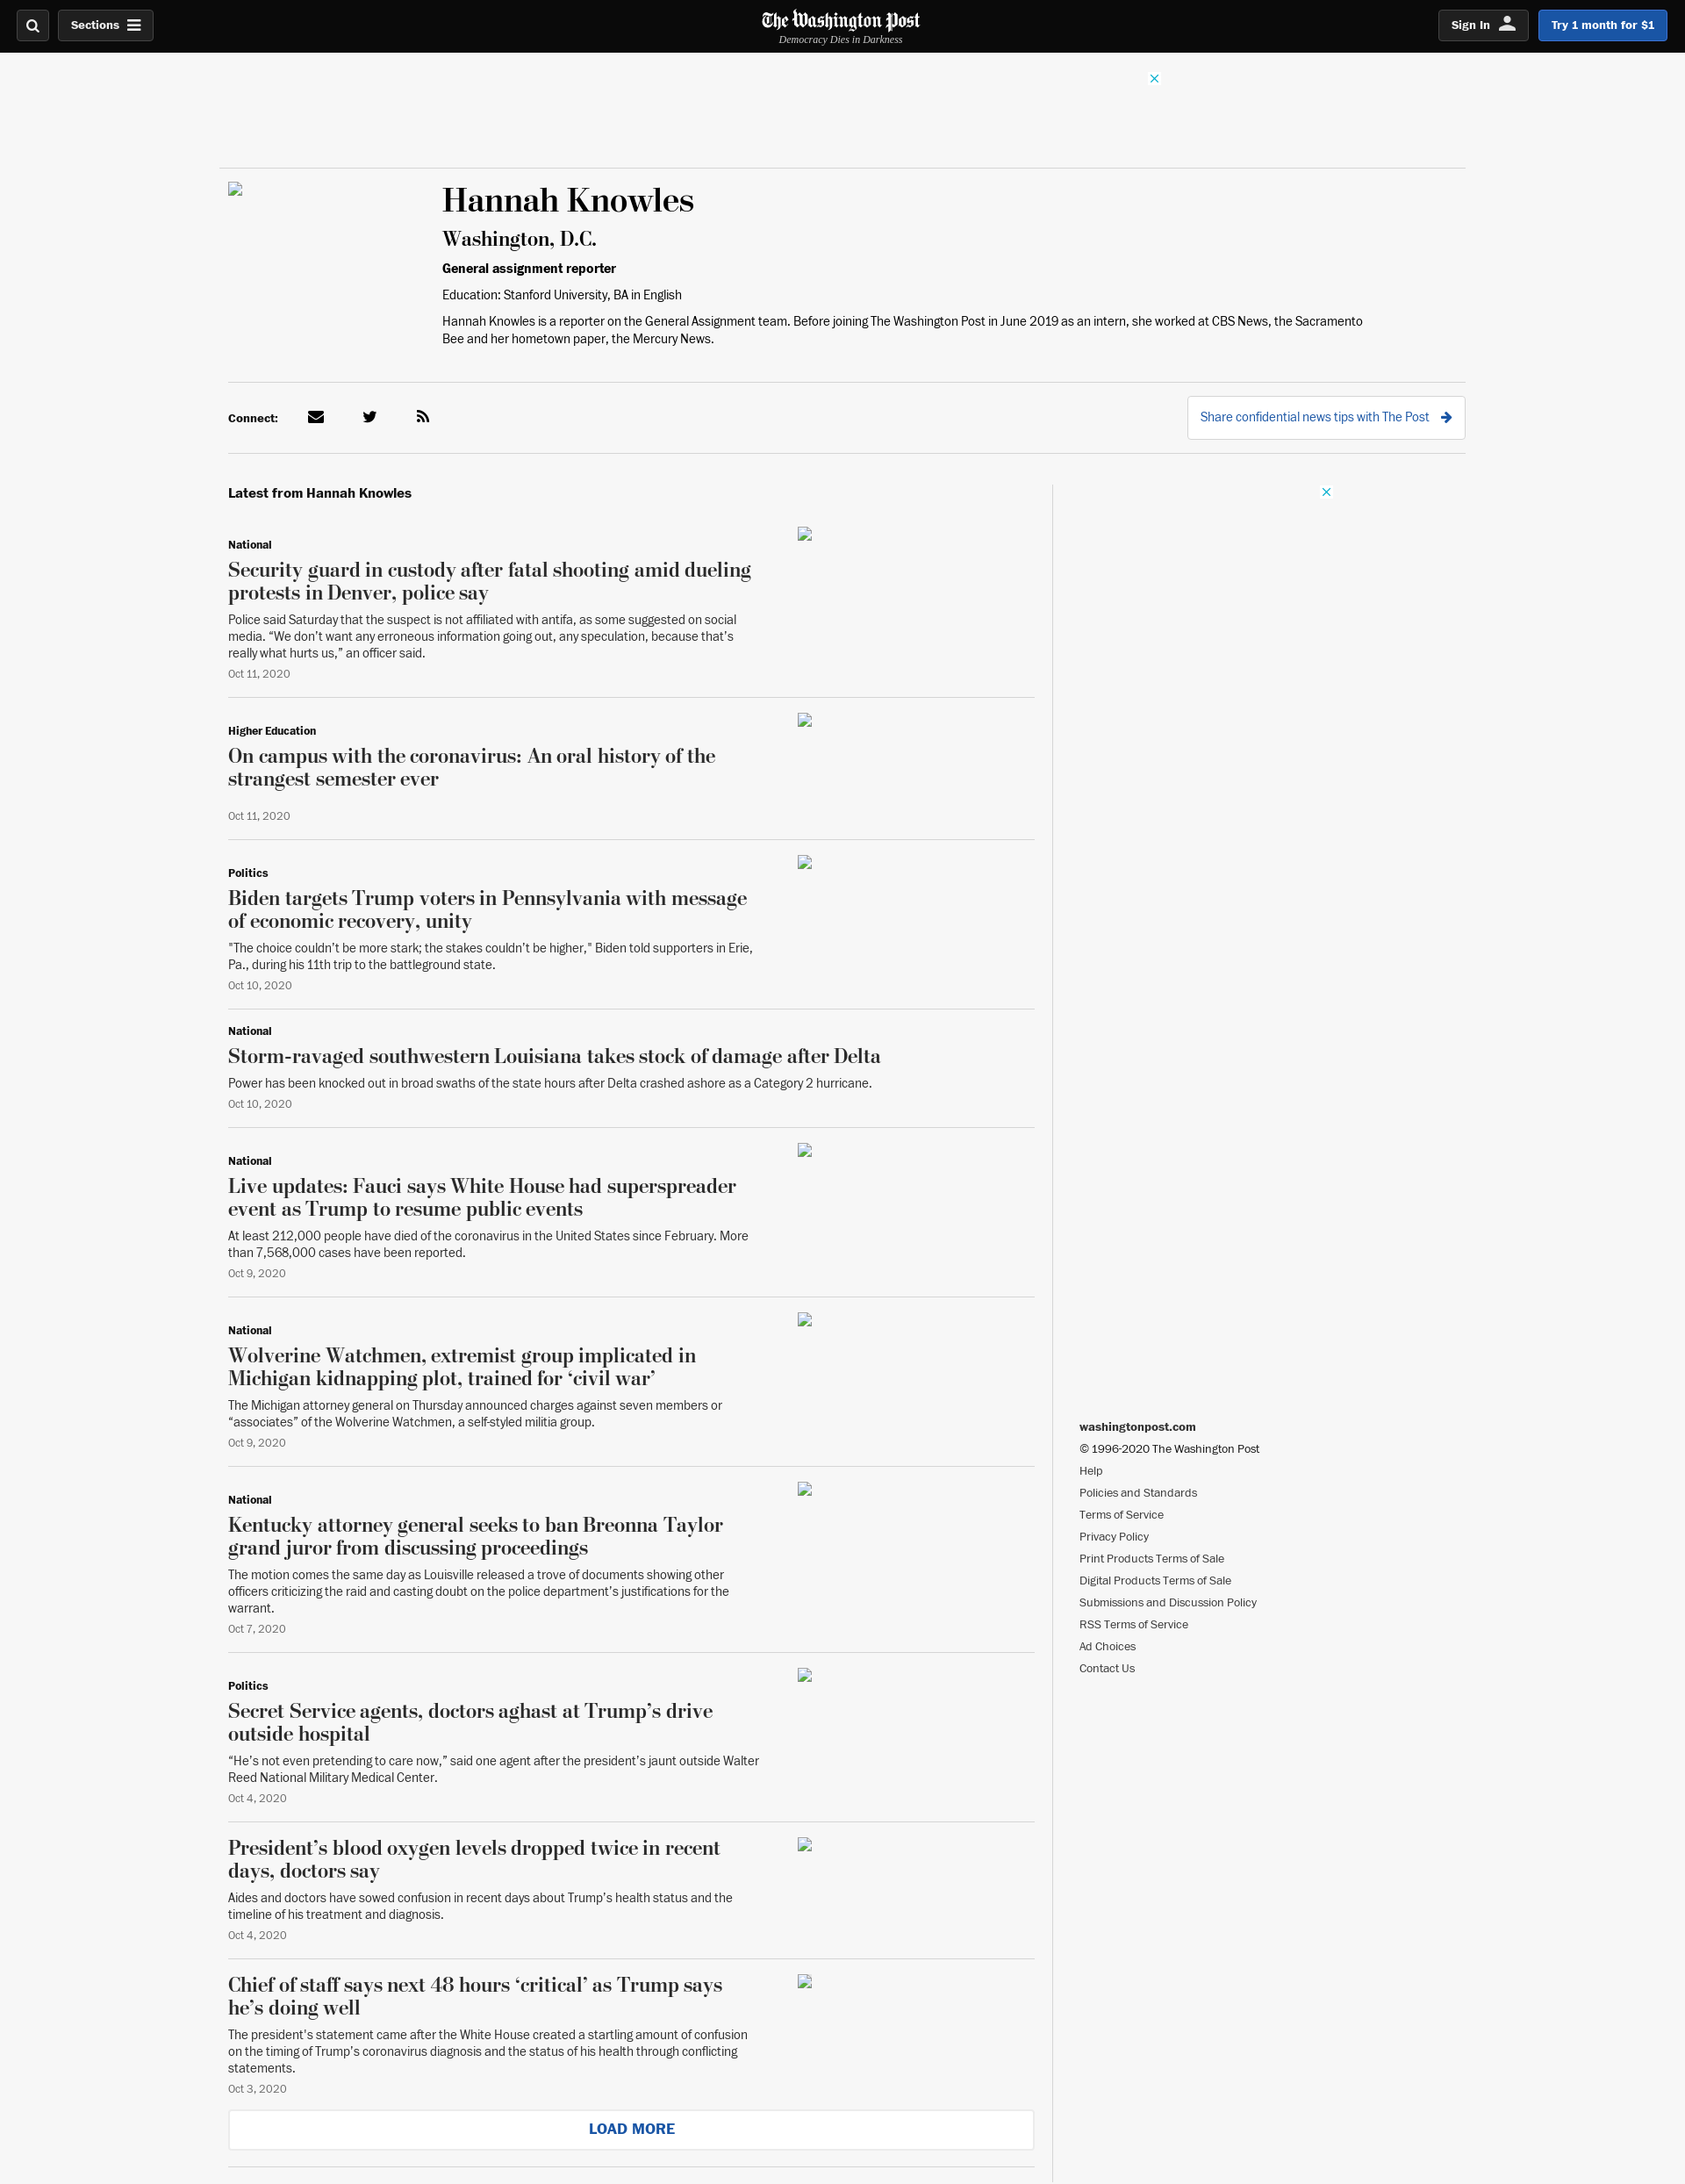 Sections
The Washington Post
Democracy Dies in Darkness
Sign In
Try 1 month for $1
Hannah Knowles
Washington, D.C.
General assignment reporter
Education: Stanford University, BA in English
Hannah Knowles is a reporter on the General Assignment team. Before joining The Washington Post in June 2019 as an intern, she worked at CBS News, the Sacramento
Bee and her hometown paper, the Mercury News.
Connect:
Share confidential news tips with The Post
Latest from Hannah Knowles
National
Security guard in custody after fatal shooting amid dueling
protests in Denver, police say
Police said Saturday that the suspect is not affiliated with antifa, as some suggested on social
media. “We don’t want any erroneous information going out, any speculation, because that’s
really what hurts us,” an officer said.
Oct 11, 2020
Higher Education
On campus with the coronavirus: An oral history of the
strangest semester ever
Oct 11, 2020
Politics
Biden targets Trump voters in Pennsylvania with message
of economic recovery, unity
"The choice couldn’t be more stark; the stakes couldn’t be higher," Biden told supporters in Erie,
Pa., during his 11th trip to the battleground state.
Oct 10, 2020
National
Storm-ravaged southwestern Louisiana takes stock of damage after Delta
Power has been knocked out in broad swaths of the state hours after Delta crashed ashore as a Category 2 hurricane.
Oct 10, 2020
National
Live updates: Fauci says White House had superspreader
event as Trump to resume public events
At least 212,000 people have died of the coronavirus in the United States since February. More
than 7,568,000 cases have been reported.
Oct 9, 2020
National
Wolverine Watchmen, extremist group implicated in
Michigan kidnapping plot, trained for ‘civil war’
The Michigan attorney general on Thursday announced charges against seven members or
“associates” of the Wolverine Watchmen, a self-styled militia group.
Oct 9, 2020
National
Kentucky attorney general seeks to ban Breonna Taylor
grand juror from discussing proceedings
The motion comes the same day as Louisville released a trove of documents showing other
officers criticizing the raid and casting doubt on the police department’s justifications for the
warrant.
Oct 7, 2020
Politics
Secret Service agents, doctors aghast at Trump’s drive
outside hospital
“He’s not even pretending to care now,” said one agent after the president’s jaunt outside Walter
Reed National Military Medical Center.
Oct 4, 2020
President’s blood oxygen levels dropped twice in recent
days, doctors say
Aides and doctors have sowed confusion in recent days about Trump’s health status and the
timeline of his treatment and diagnosis.
Oct 4, 2020
Chief of staff says next 48 hours ‘critical’ as Trump says
he’s doing well
The president's statement came after the White House created a startling amount of confusion
on the timing of Trump’s coronavirus diagnosis and the status of his health through conflicting
statements.
Oct 3, 2020
LOAD MORE
washingtonpost.com
© 1996-2020 The Washington Post
Help
Policies and Standards
Terms of Service
Privacy Policy
Print Products Terms of Sale
Digital Products Terms of Sale
Submissions and Discussion Policy
RSS Terms of Service
Ad Choices
Contact Us